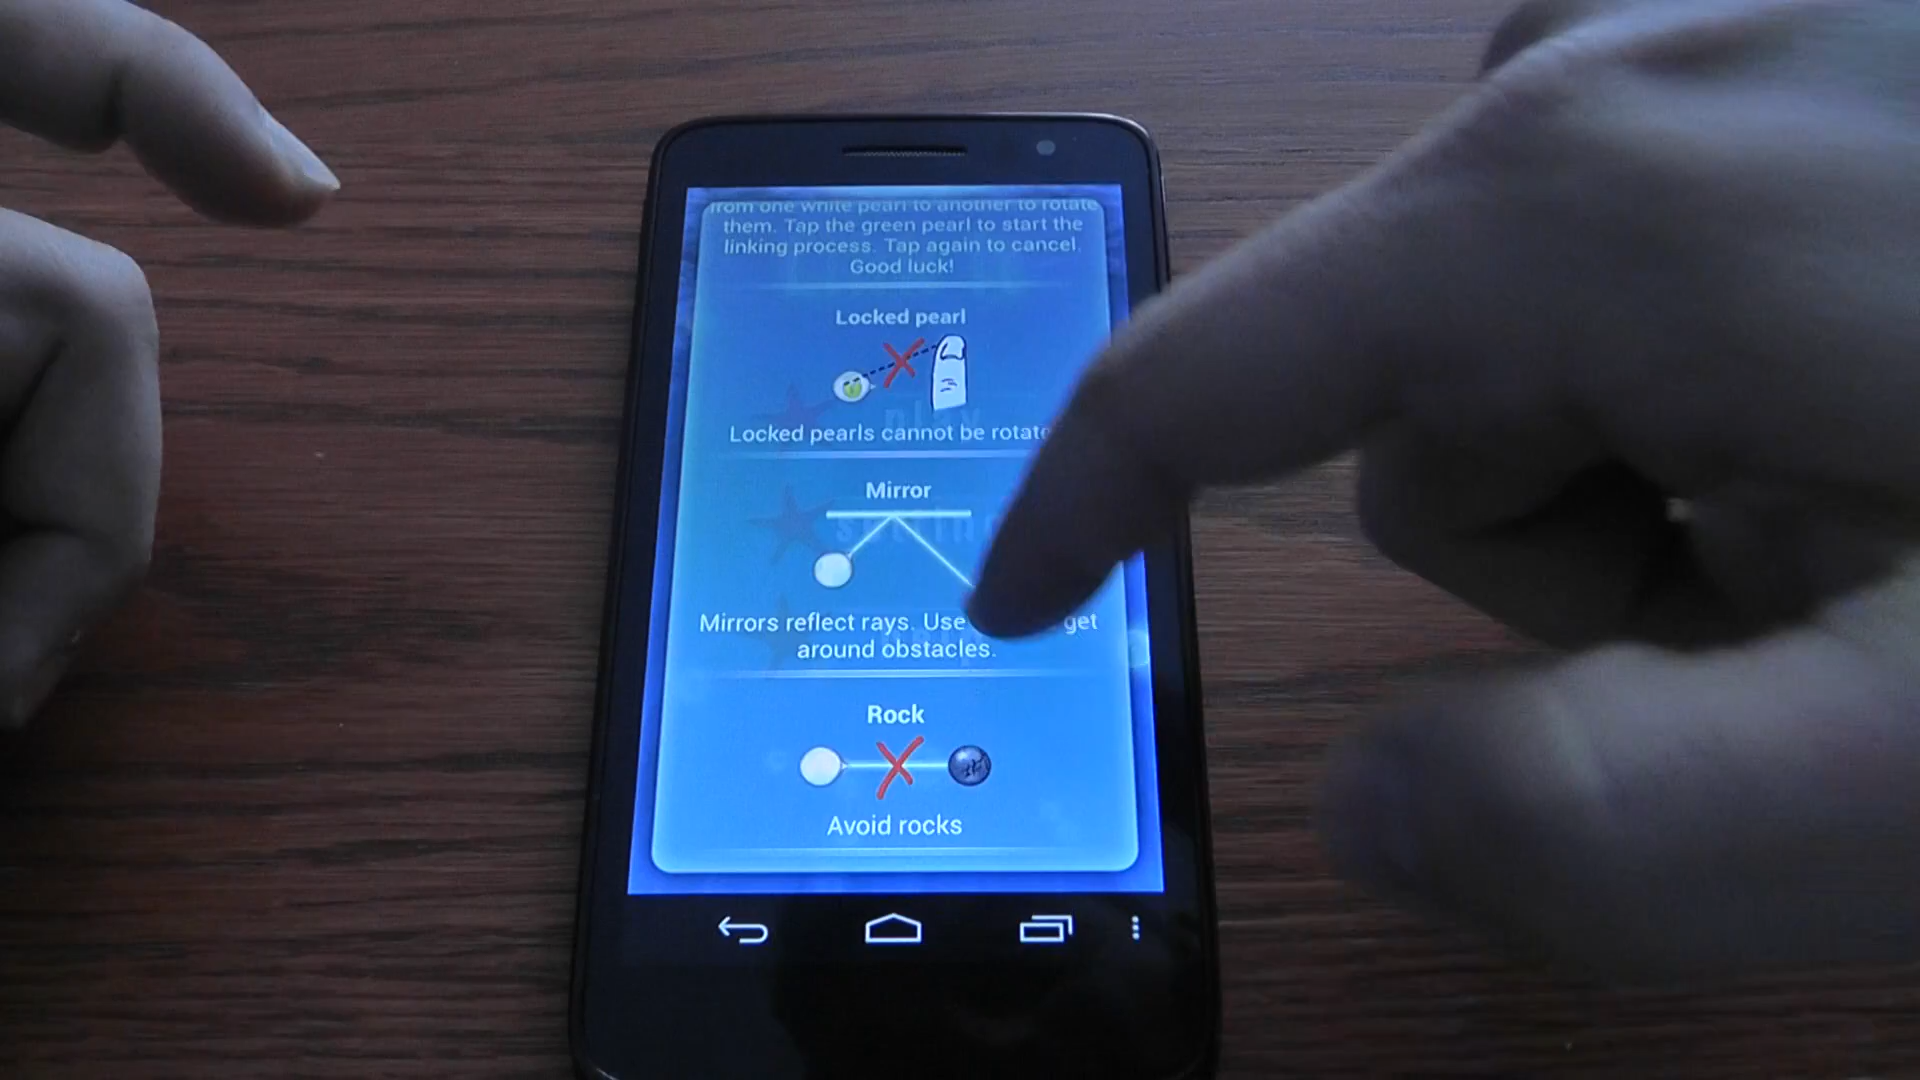 from one white pearl to another to rotate
them. Tap the green pearl to start the
linking process. Tap again to cancel.
Good luck!
Locked pearl
play
Locked pearls cannot be rotate
Mirror
Mirrors reflect rays. Use get
around obstacles.
Rock
Avoid rocks